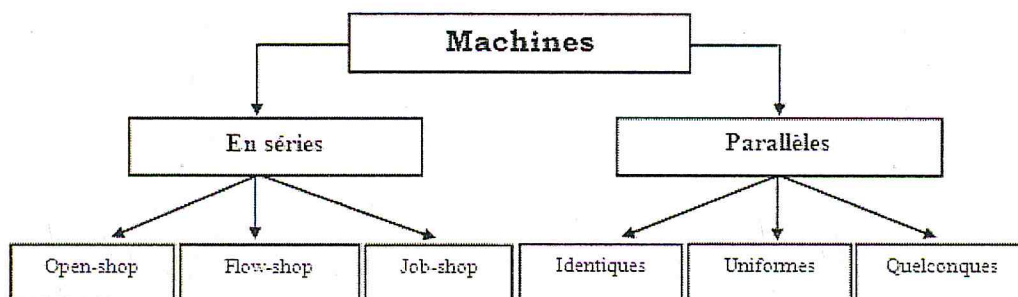 Machines
En séries
Parallèles
Open-shop
Flow-shop
Job-shop
Identiques
Uniformes
Quelconques